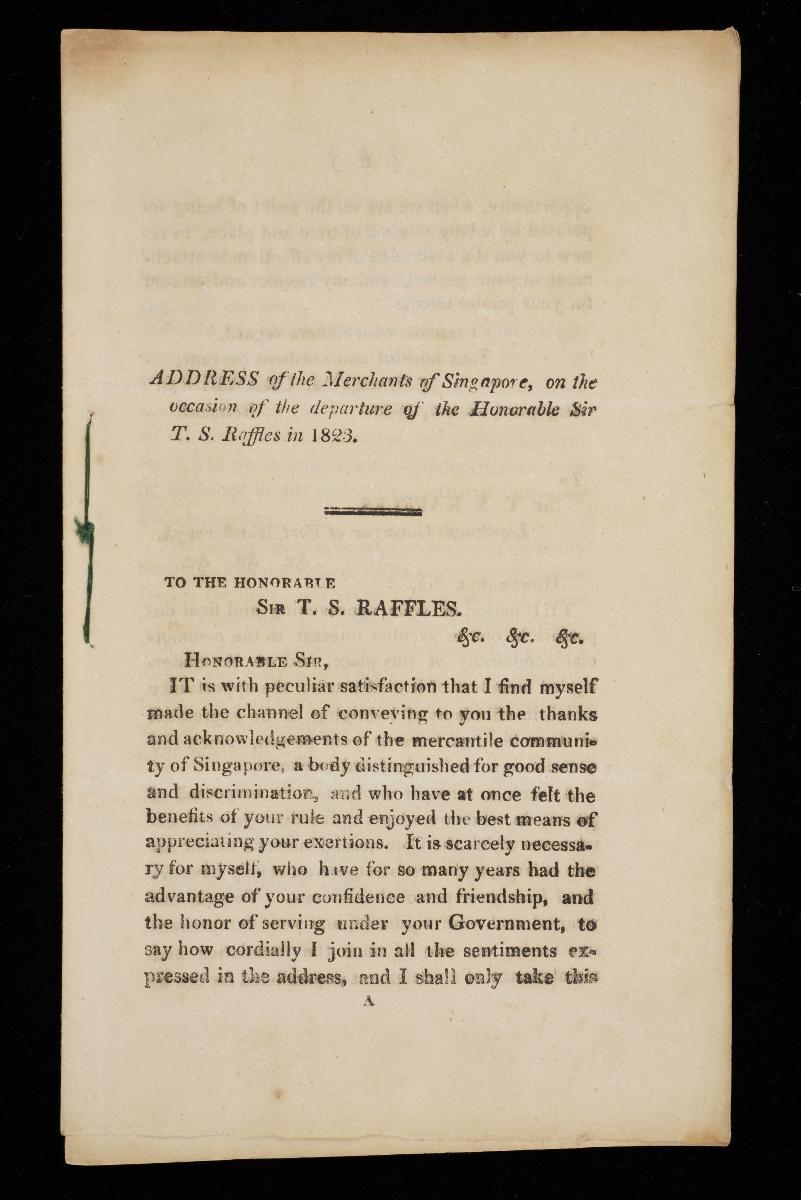 ADDRESS of the Merchants of Singapore, on the
occasion of the departure of the Honorable Sir
T. S. Raffles in 1823.
TO THE HONORABLE
SIR T. S. RAFFLES.
&c. &c. &c.
HONORABLE SIR,
IT is with peculiar satisfaction that I find myself
made the channel of conveying to you the thanks
and acknowledgements of the mercantile communi-
ty of Singapore, a body distinguished for good sense
and discrimination, and who have at once felt the
benefits of your rule and enjoyed the best means of
appreciating your exertions. It is scarcely necessa-
ry for myself, who have for so many years had the
advantage of your confidence and friendship, and
the honor of serving under your Government, to
say how cordially I join in all the sentiments ex-
pressed in the address, and I shall only take this
A